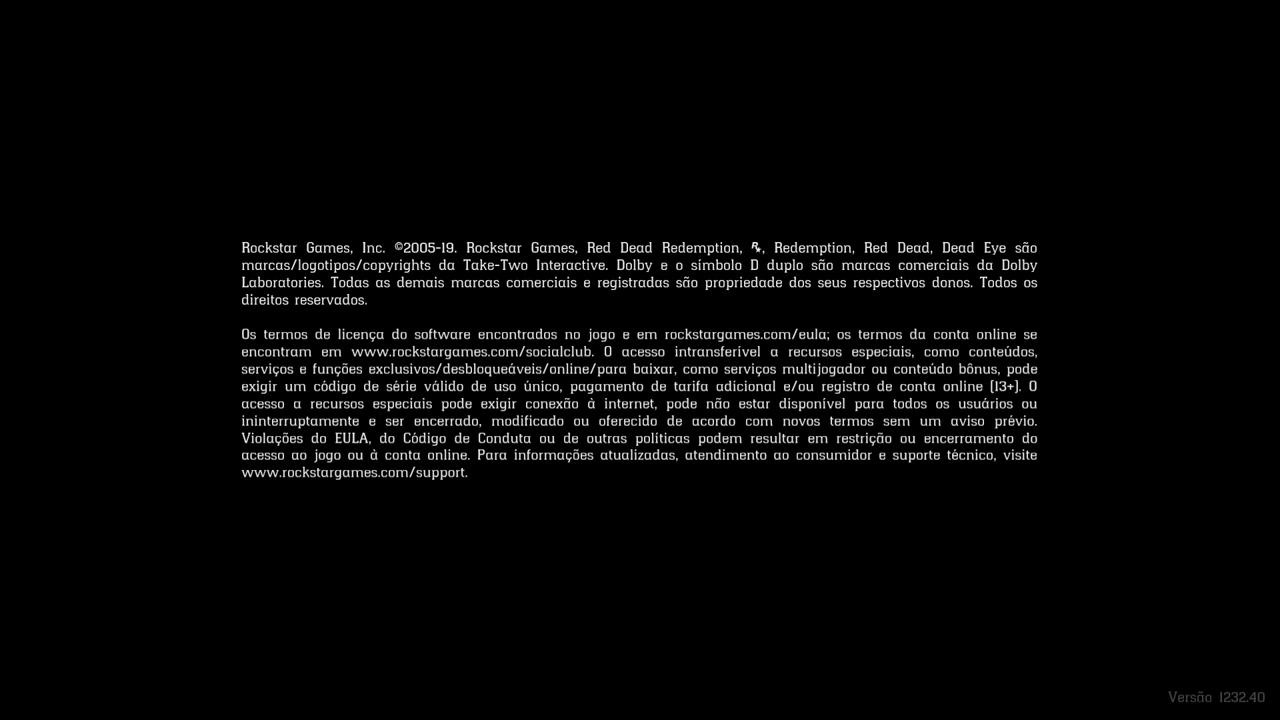 Rockstar Games, Inc. ©2005-19. Rockstar Games, Red Dead Redemption, R★, Redemption, Red Dead, Dead Eye são
marcas/logotipos/copyrights da Take-Two Interactive. Dolby e o símbolo D duplo são marcas comerciais da Dolby
Laboratories. Todas as demais marcas comerciais e registradas são propriedade dos seus respectivos donos. Todos os
direitos reservados.
Os termos de licença do software encontrados no jogo e em rockstargames.com/eula; os termos da conta online se
encontram em www.rockstargames.com/socialclub. O acesso intransferível a recursos especiais, como conteúdos,
serviços e funções exclusivos/desbloqueáveis/online/para baixar, como serviços multijogador ou conteúdo bônus, pode
exigir um código de série válido de uso único, pagamento de tarifa adicional e/ou registro de conta online (13+). O
acesso a recursos especiais pode exigir conexão à internet, pode não estar disponível para todos os usuários ou
ininterruptamente e ser encerrado, modificado ou oferecido de acordo com novos termos sem um aviso prévio.
Violações do EULA, do Código de Conduta ou de outras políticas podem resultar em restrição ou encerramento do
acesso ao jogo ou à conta online. Para informações atualizadas, atendimento ao consumidor e suporte técnico, visite
www.rockstargames.com/support.
Versão 1232.40